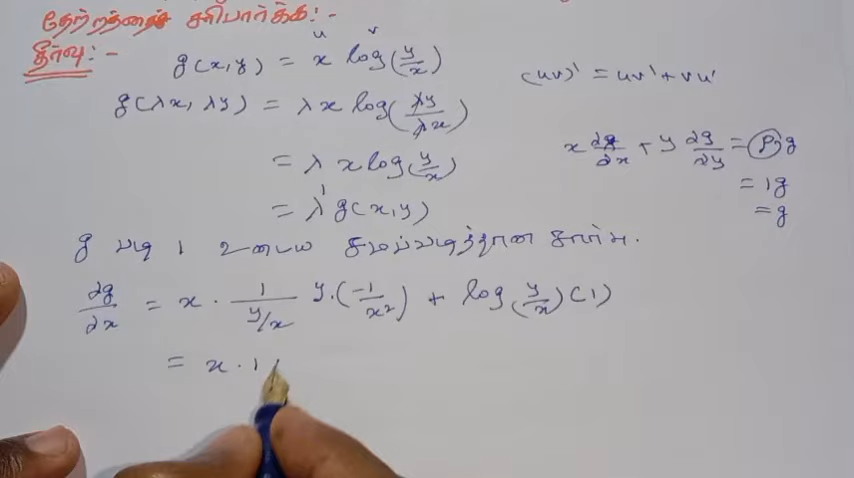 தேற்றத்தைச் சரிபார்க்க:-
தீர்வு:-
u v
g(x,y) = x log(y/x)
(uv)' = uv' + vu'
g(λx, λy) = λx log(λy/λx)
x ∂g/∂x + y ∂g/∂y = Pg
= λ x log(y/x)
= 1g
= λ¹ g(x,y)
= g
g படி 1 உடைய சமப்படித்தான சார்பு.
∂g/∂x = x · 1/(y/x) y·(-1/x²) + log(y/x) (1)
= x · 1